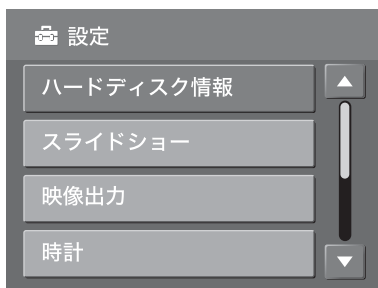 設定
ハードディスク情報
スライドショー
映像出力
時計